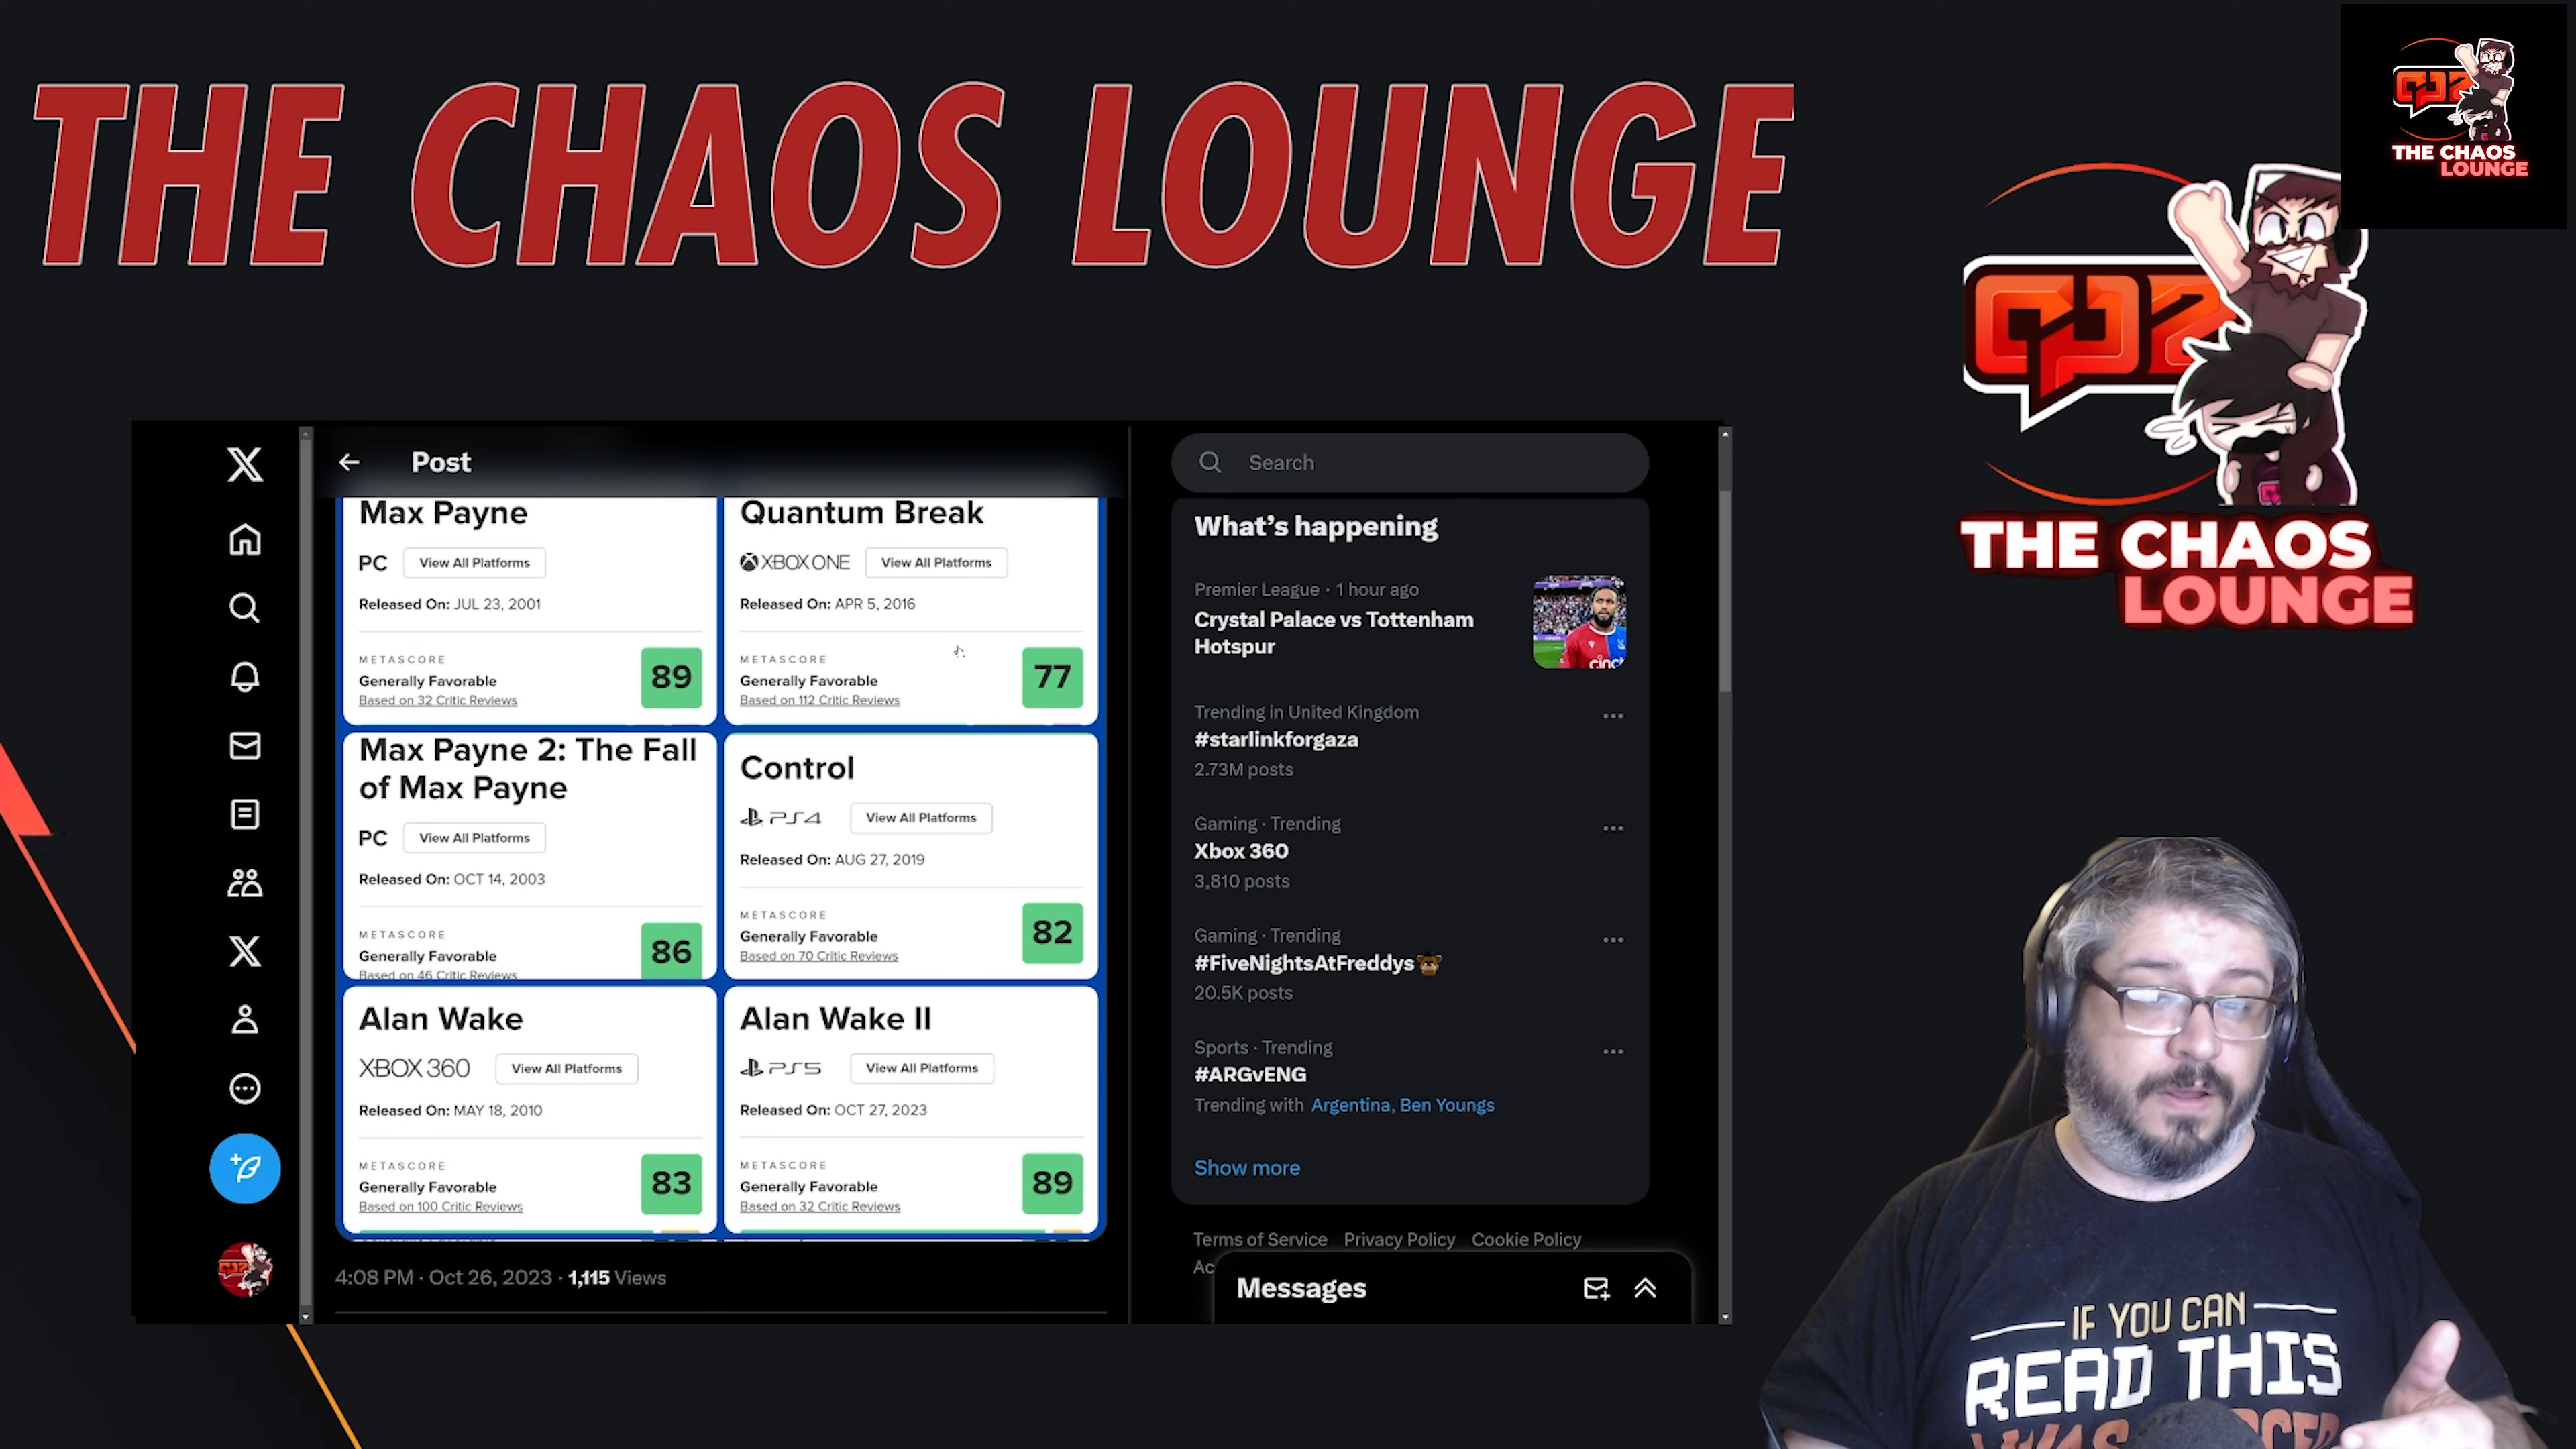 THE CHAOS LOUNGE
THE CHAOS
LOUNGE
THE CHAOS
LOUNGE
Post
Max Payne
PC View All Platforms
Released On: JUL 23, 2001
METASCORE
Generally Favorable
Based on 32 Critic Reviews
89
Quantum Break
XBOX ONE View All Platforms
Released On: APR 5, 2016
METASCORE
Generally Favorable
Based on 112 Critic Reviews
77
Max Payne 2: The Fall
of Max Payne
PC View All Platforms
Released On: OCT 14, 2003
METASCORE
Generally Favorable
Based on 46 Critic Reviews
86
Control
PS4 View All Platforms
Released On: AUG 27, 2019
METASCORE
Generally Favorable
Based on 70 Critic Reviews
82
Alan Wake
XBOX 360 View All Platforms
Released On: MAY 18, 2010
METASCORE
Generally Favorable
Based on 100 Critic Reviews
83
Alan Wake II
PS5 View All Platforms
Released On: OCT 27, 2023
METASCORE
Generally Favorable
Based on 32 Critic Reviews
89
4:08 PM · Oct 26, 2023 · 1,115 Views
Search
What's happening
Premier League · 1 hour ago
Crystal Palace vs Tottenham
Hotspur
cinch
Trending in United Kingdom
#starlinkforgaza
2.73M posts
Gaming · Trending
Xbox 360
3,810 posts
Gaming · Trending
#FiveNightsAtFreddys
20.5K posts
Sports · Trending
#ARGvENG
Trending with Argentina, Ben Youngs
Show more
Terms of Service Privacy Policy Cookie Policy
Ac
Messages
IF YOU CAN
READ THIS